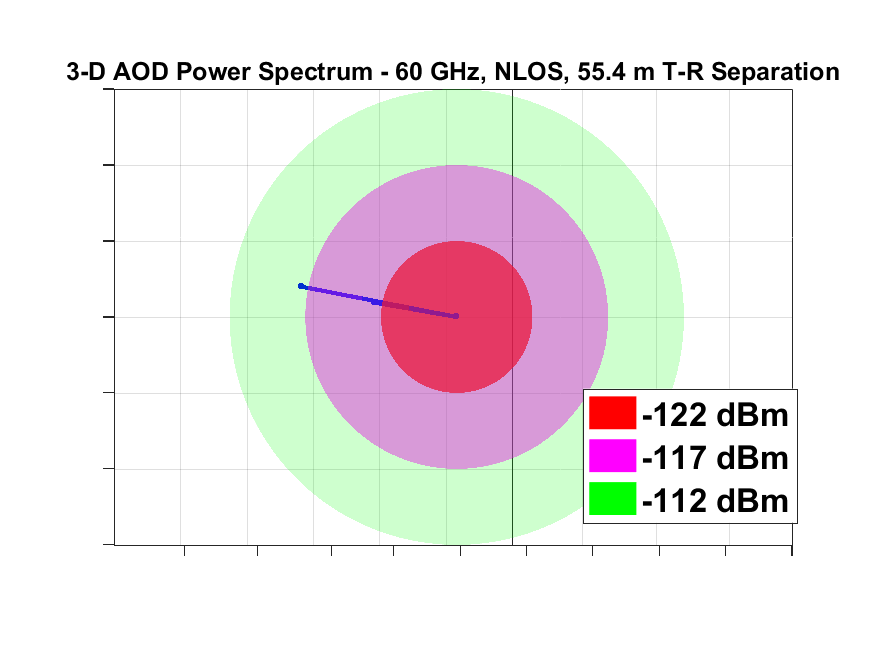 3-D AOD Power Spectrum - 60 GHz, NLOS, 55.4 m T-R Separation
-122 dBm
-117 dBm
-112 dBm